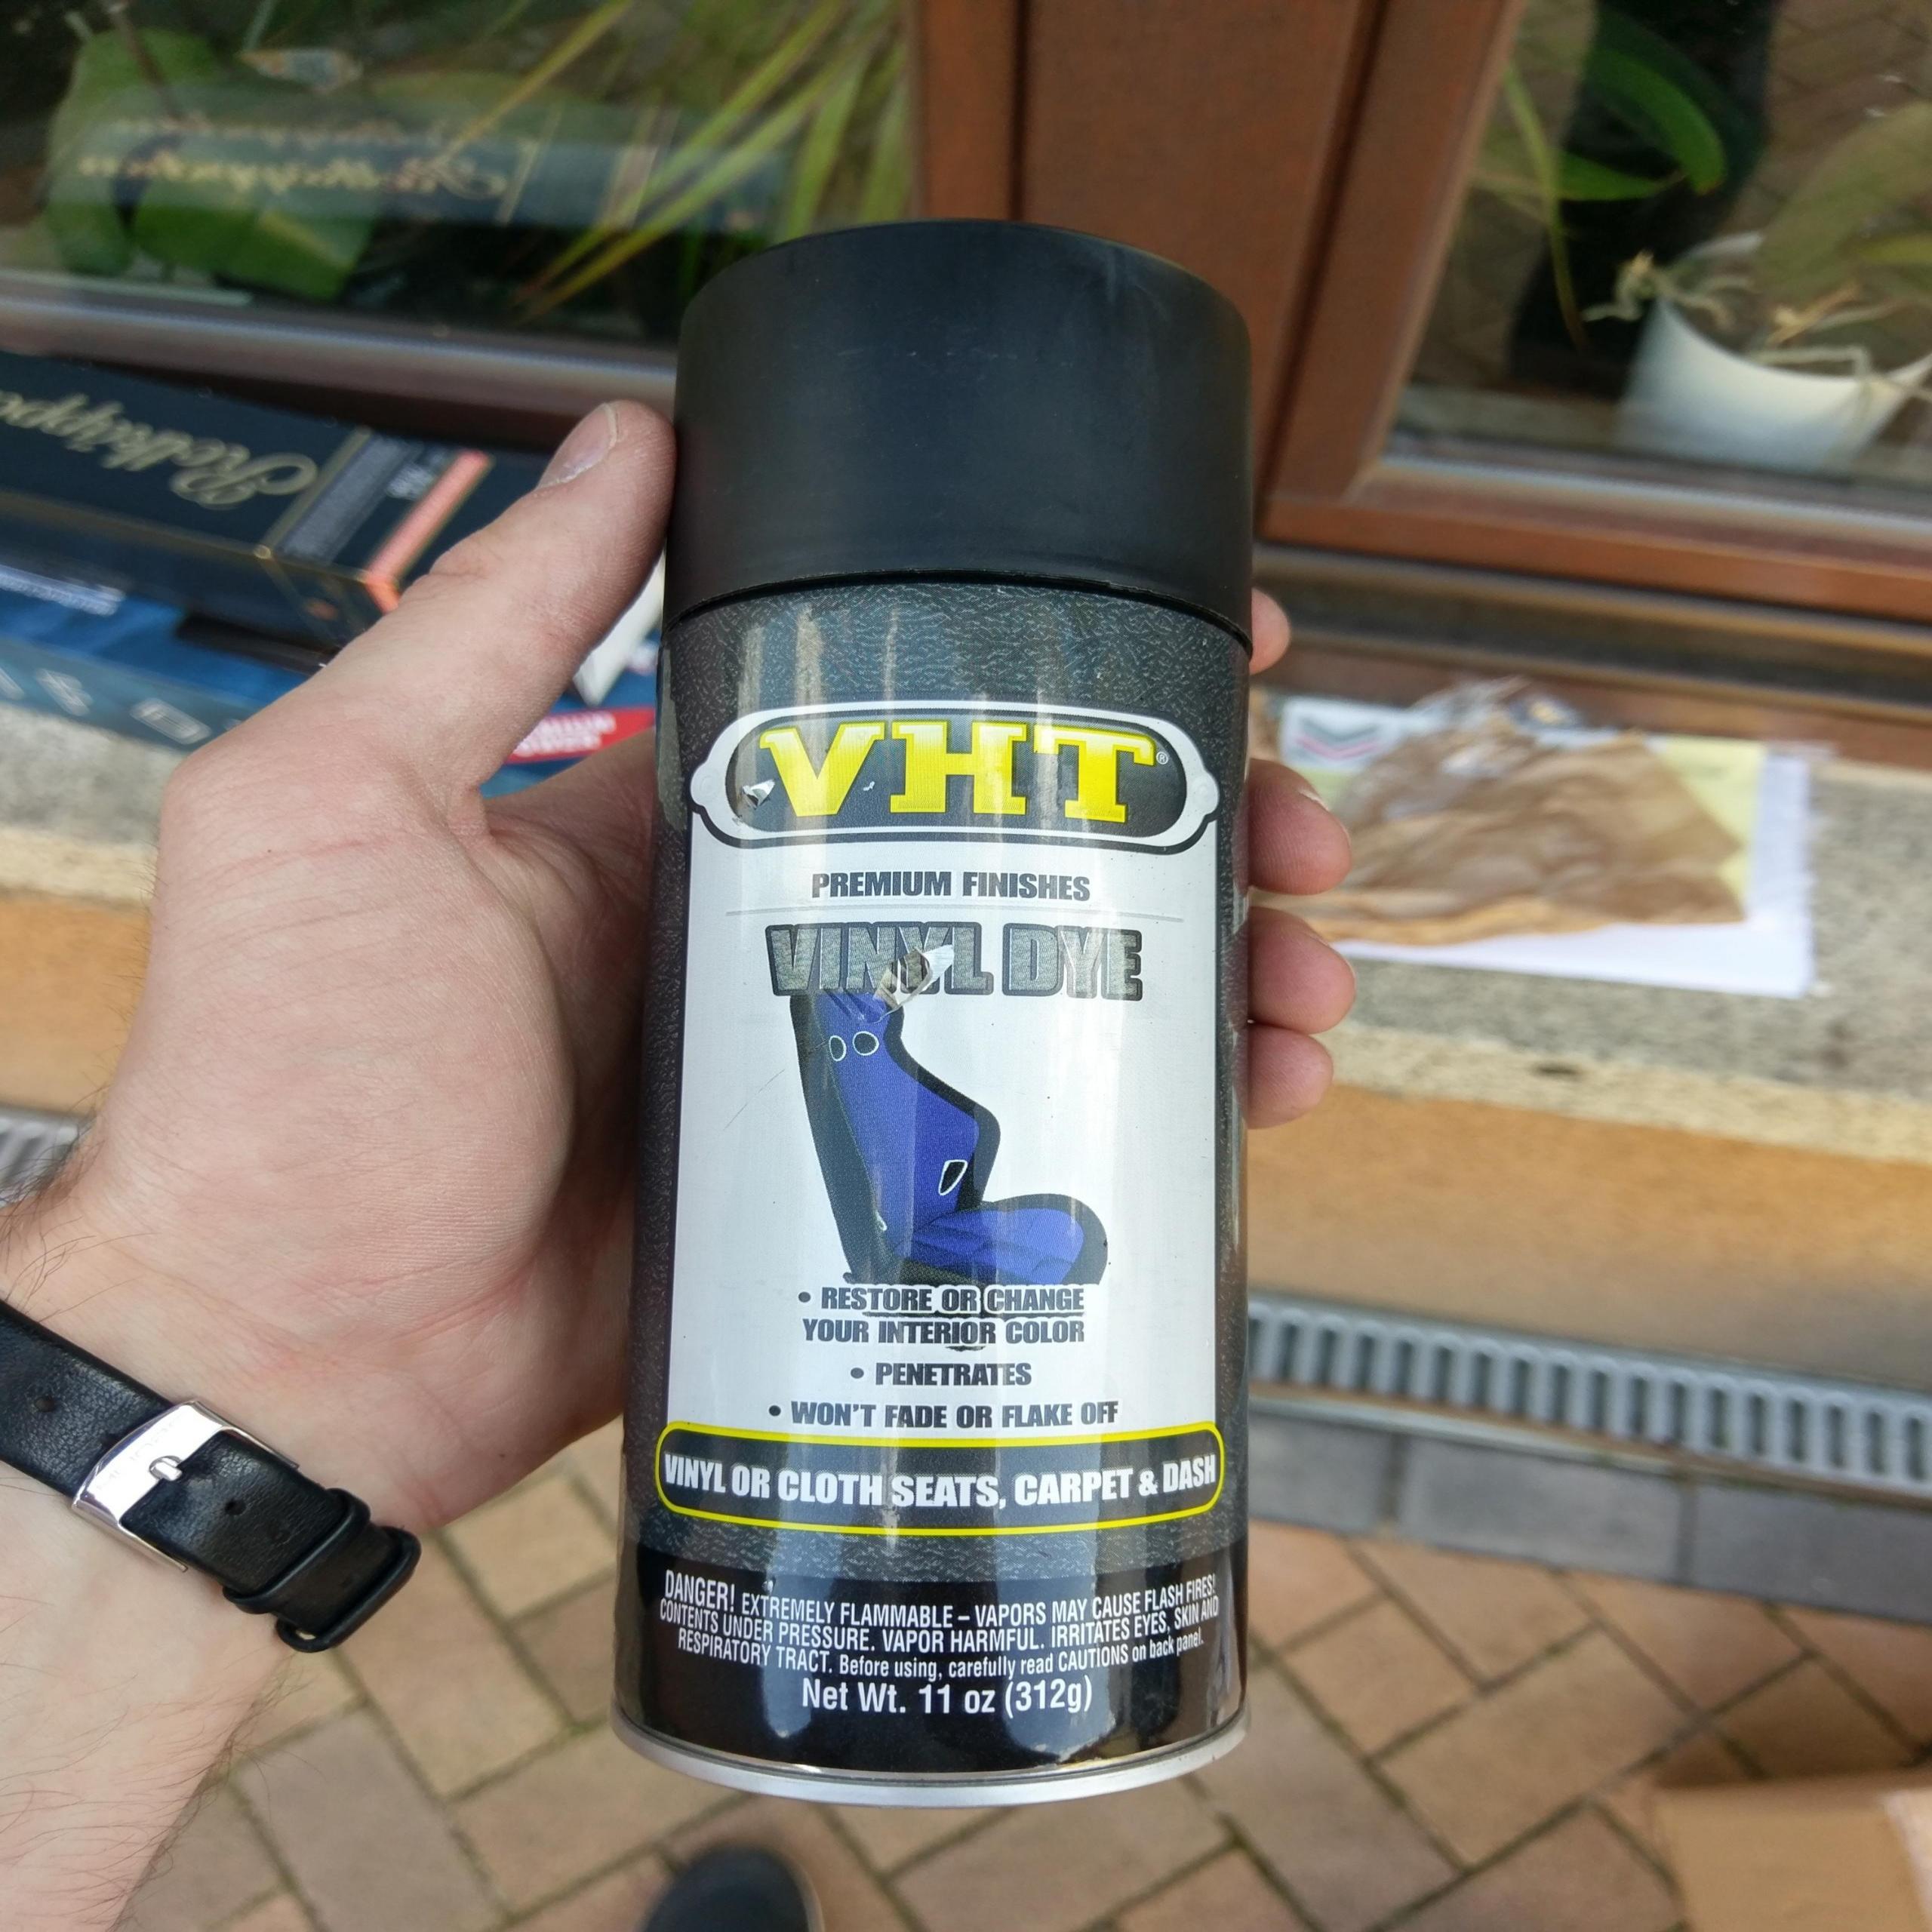 Rotkäppchen
VHT®
PREMIUM FINISHES
VINYL DYE
• RESTORE OR CHANGE
YOUR INTERIOR COLOR
• PENETRATES
• WON'T FADE OR FLAKE OFF
VINYL OR CLOTH SEATS, CARPET & DASH
DANGER! EXTREMELY FLAMMABLE – VAPORS MAY CAUSE FLASH FIRES!
CONTENTS UNDER PRESSURE. VAPOR HARMFUL. IRRITATES EYES, SKIN AND
RESPIRATORY TRACT. Before using, carefully read CAUTIONS on back panel.
Net Wt. 11 oz (312g)